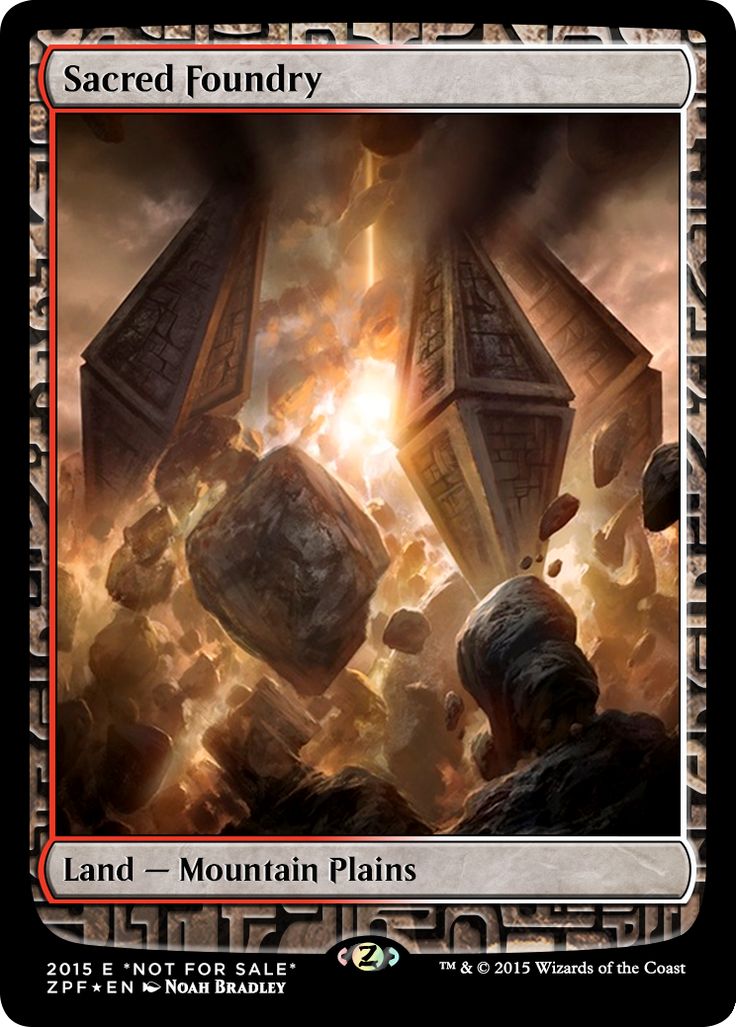 Sacred Foundry
Land — Mountain Plains
2015 E *NOT FOR SALE*
ZPF★EN Noah Bradley
Z
™ & © 2015 Wizards of the Coast